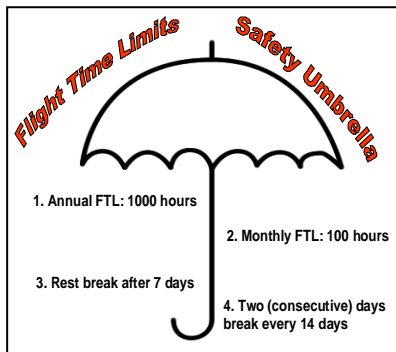 Flight Time Limits
Safety Umbrella
1. Annual FTL: 1000 hours
2. Monthly FTL: 100 hours
3. Rest break after 7 days
4. Two (consecutive) days
break every 14 days